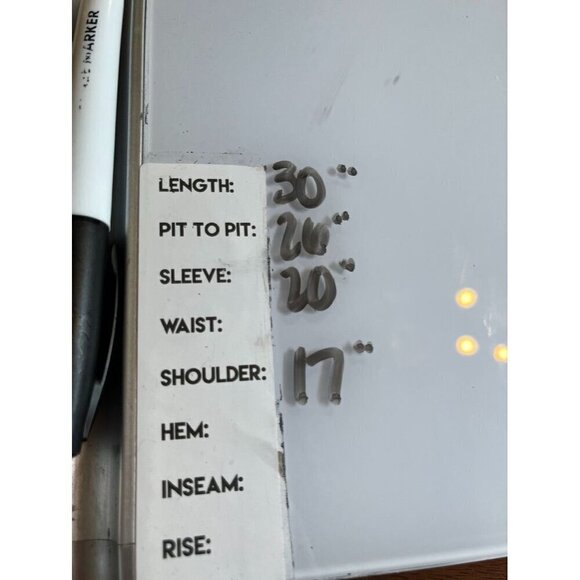 MARKER
LENGTH: 30"
PIT TO PIT: 26"
SLEEVE: 20"
WAIST:
SHOULDER: 17"
HEM:
INSEAM:
RISE: